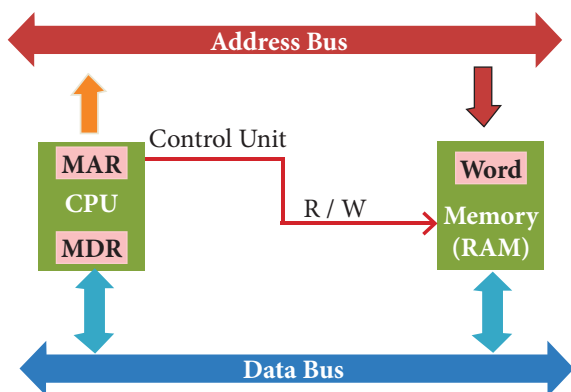 Address Bus
Control Unit
MAR
CPU
MDR
R / W
Word
Memory
(RAM)
Data Bus